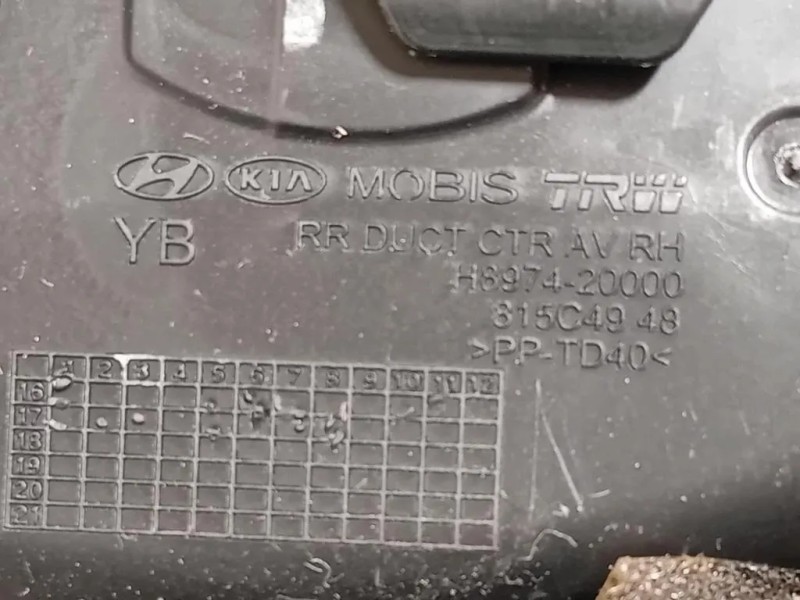 KIA MOBIS TRW
YB RR DUCT CTR AV RH
H8974-20000
815C49 48
>PP-TD40<
1 2 3 4 5 6 7 8 9 10 11 12
16
17
18
19
20
21